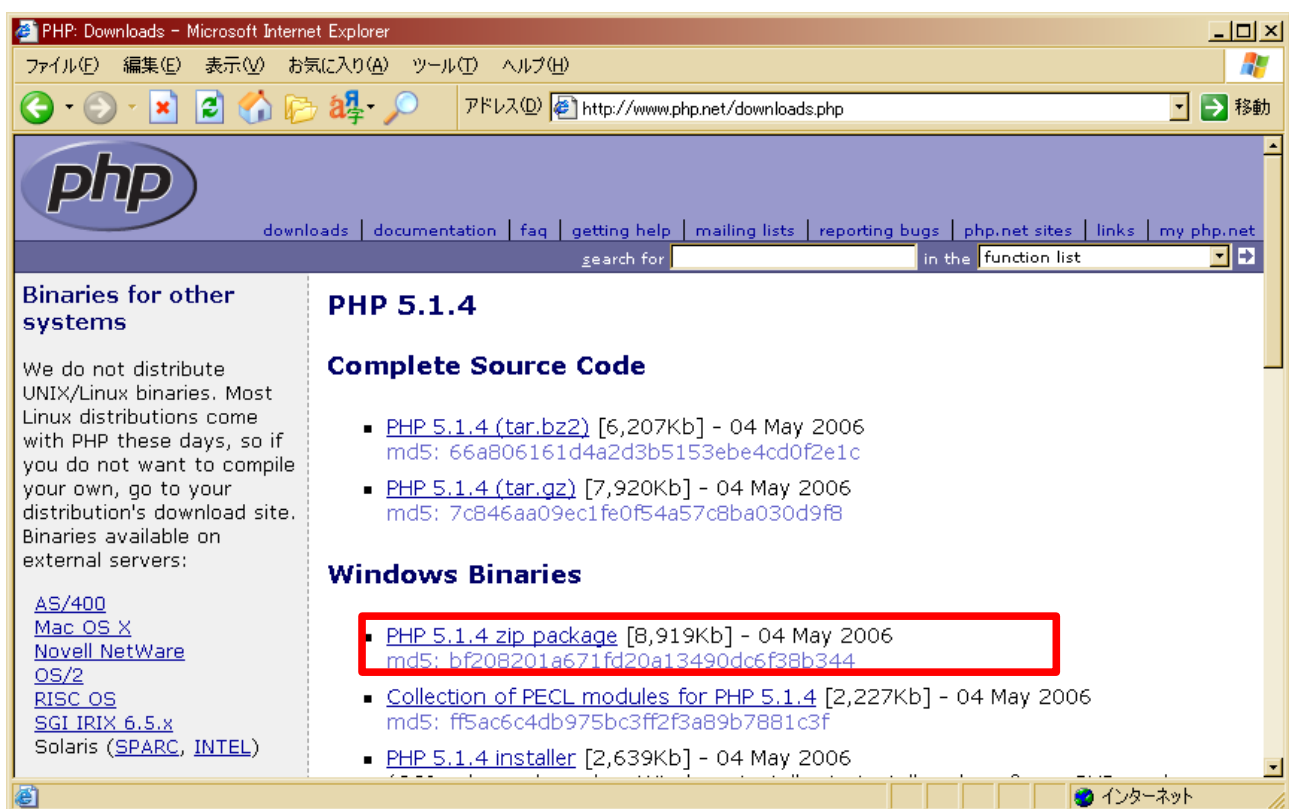 PHP: Downloads - Microsoft Internet Explorer
ファイル(F) 編集(E) 表示(V) お気に入り(A) ツール(T) ヘルプ(H)
アドレス(D) http://www.php.net/downloads.php 移動
php
downloads | documentation | faq | getting help | mailing lists | reporting bugs | php.net sites | links | my php.net
search for in the function list
Binaries for other
systems
We do not distribute
UNIX/Linux binaries. Most
Linux distributions come
with PHP these days, so if
you do not want to compile
your own, go to your
distribution's download site.
Binaries available on
external servers:
AS/400
Mac OS X
Novell NetWare
OS/2
RISC OS
SGI IRIX 6.5.x
Solaris (SPARC, INTEL)
PHP 5.1.4
Complete Source Code
PHP 5.1.4 (tar.bz2) [6,207Kb] - 04 May 2006
md5: 66a806161d4a2d3b5153ebe4cd0f2e1c
PHP 5.1.4 (tar.gz) [7,920Kb] - 04 May 2006
md5: 7c846aa09ec1fe0f54a57c8ba030d9f8
Windows Binaries
PHP 5.1.4 zip package [8,919Kb] - 04 May 2006
md5: bf208201a671fd20a13490dc6f38b344
Collection of PECL modules for PHP 5.1.4 [2,227Kb] - 04 May 2006
md5: ff5ac6c4db975bc3ff2f3a89b7881c3f
PHP 5.1.4 installer [2,639Kb] - 04 May 2006
インターネット